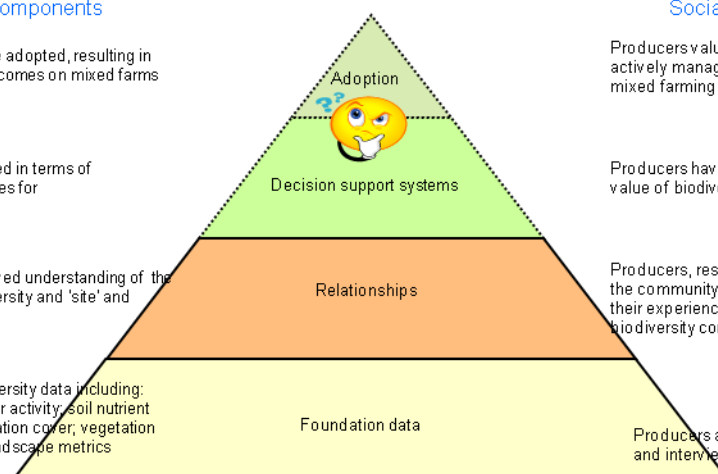 omponents
Socia
e adopted, resulting in
comes on mixed farms
Producers valu
actively manag
mixed farming
Adoption
??
ed in terms of
es for
Decision support systems
Producers hav
value of biodive
ed understanding of the
ersity and 'site' and
Relationships
Producers, res
the community
their experienc
biodiversity co
ersity data including:
r activity; soil nutrient
ation cover; vegetation
ndscape metrics
Foundation data
Producers a
and intervie